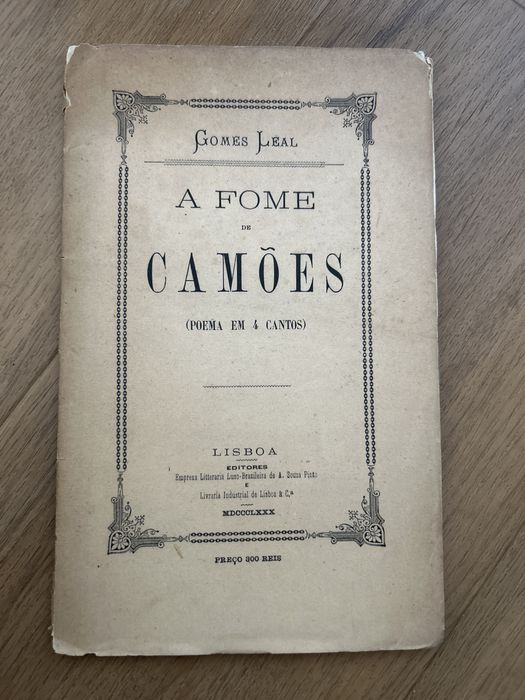 GOMES LEAL
A FOME
DE
CAMÕES
(POEMA EM 4 CANTOS)
LISBOA
EDITORES
Empreza Litteraria Luso-Brazileira de A. Souza Pinto
E
Livraria Industrial de Lisboa & C.ª
MDCCCLXXX
PREÇO 300 REIS